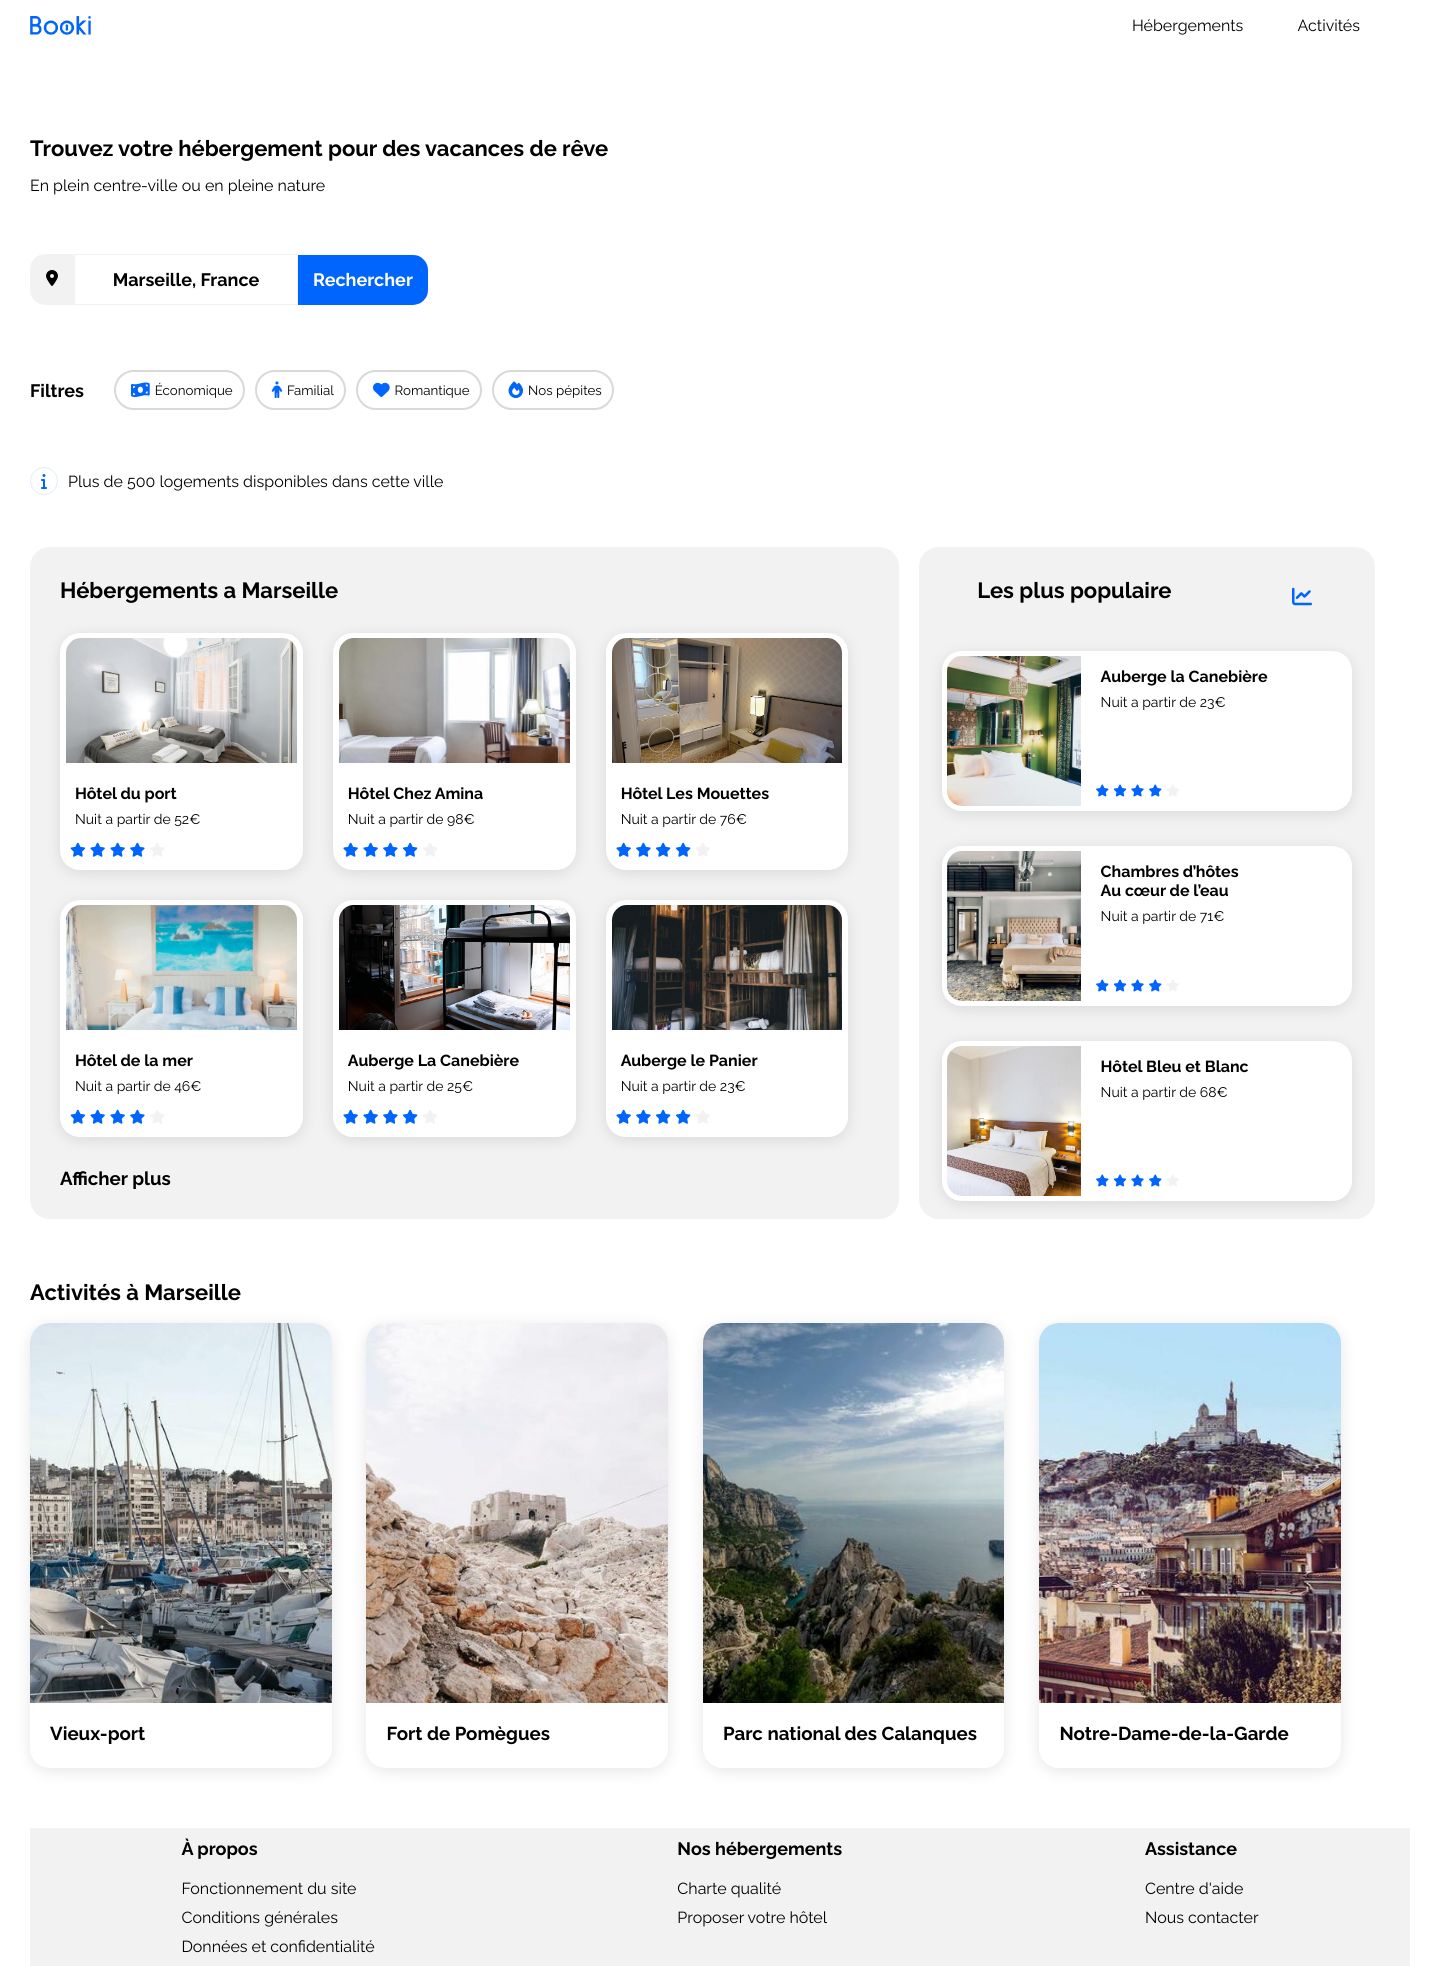 Booki
Hébergements
Activités
Trouvez votre hébergement pour des vacances de rêve
En plein centre-ville ou en pleine nature
Marseille, France
Rechercher
Filtres
Économique
Familial
Romantique
Nos pépites
Plus de 500 logements disponibles dans cette ville
Hébergements a Marseille
Hôtel du port
Nuit a partir de 52€
Hôtel Chez Amina
Nuit a partir de 98€
Hôtel Les Mouettes
Nuit a partir de 76€
Hôtel de la mer
Nuit a partir de 46€
Auberge La Canebière
Nuit a partir de 25€
Auberge le Panier
Nuit a partir de 23€
Afficher plus
Les plus populaire
Auberge la Canebière
Nuit a partir de 23€
Chambres d’hôtes
Au cœur de l’eau
Nuit a partir de 71€
Hôtel Bleu et Blanc
Nuit a partir de 68€
Activités à Marseille
Vieux-port
Fort de Pomègues
Parc national des Calanques
Notre-Dame-de-la-Garde
À propos
Fonctionnement du site
Conditions générales
Données et confidentialité
Nos hébergements
Charte qualité
Proposer votre hôtel
Assistance
Centre d'aide
Nous contacter